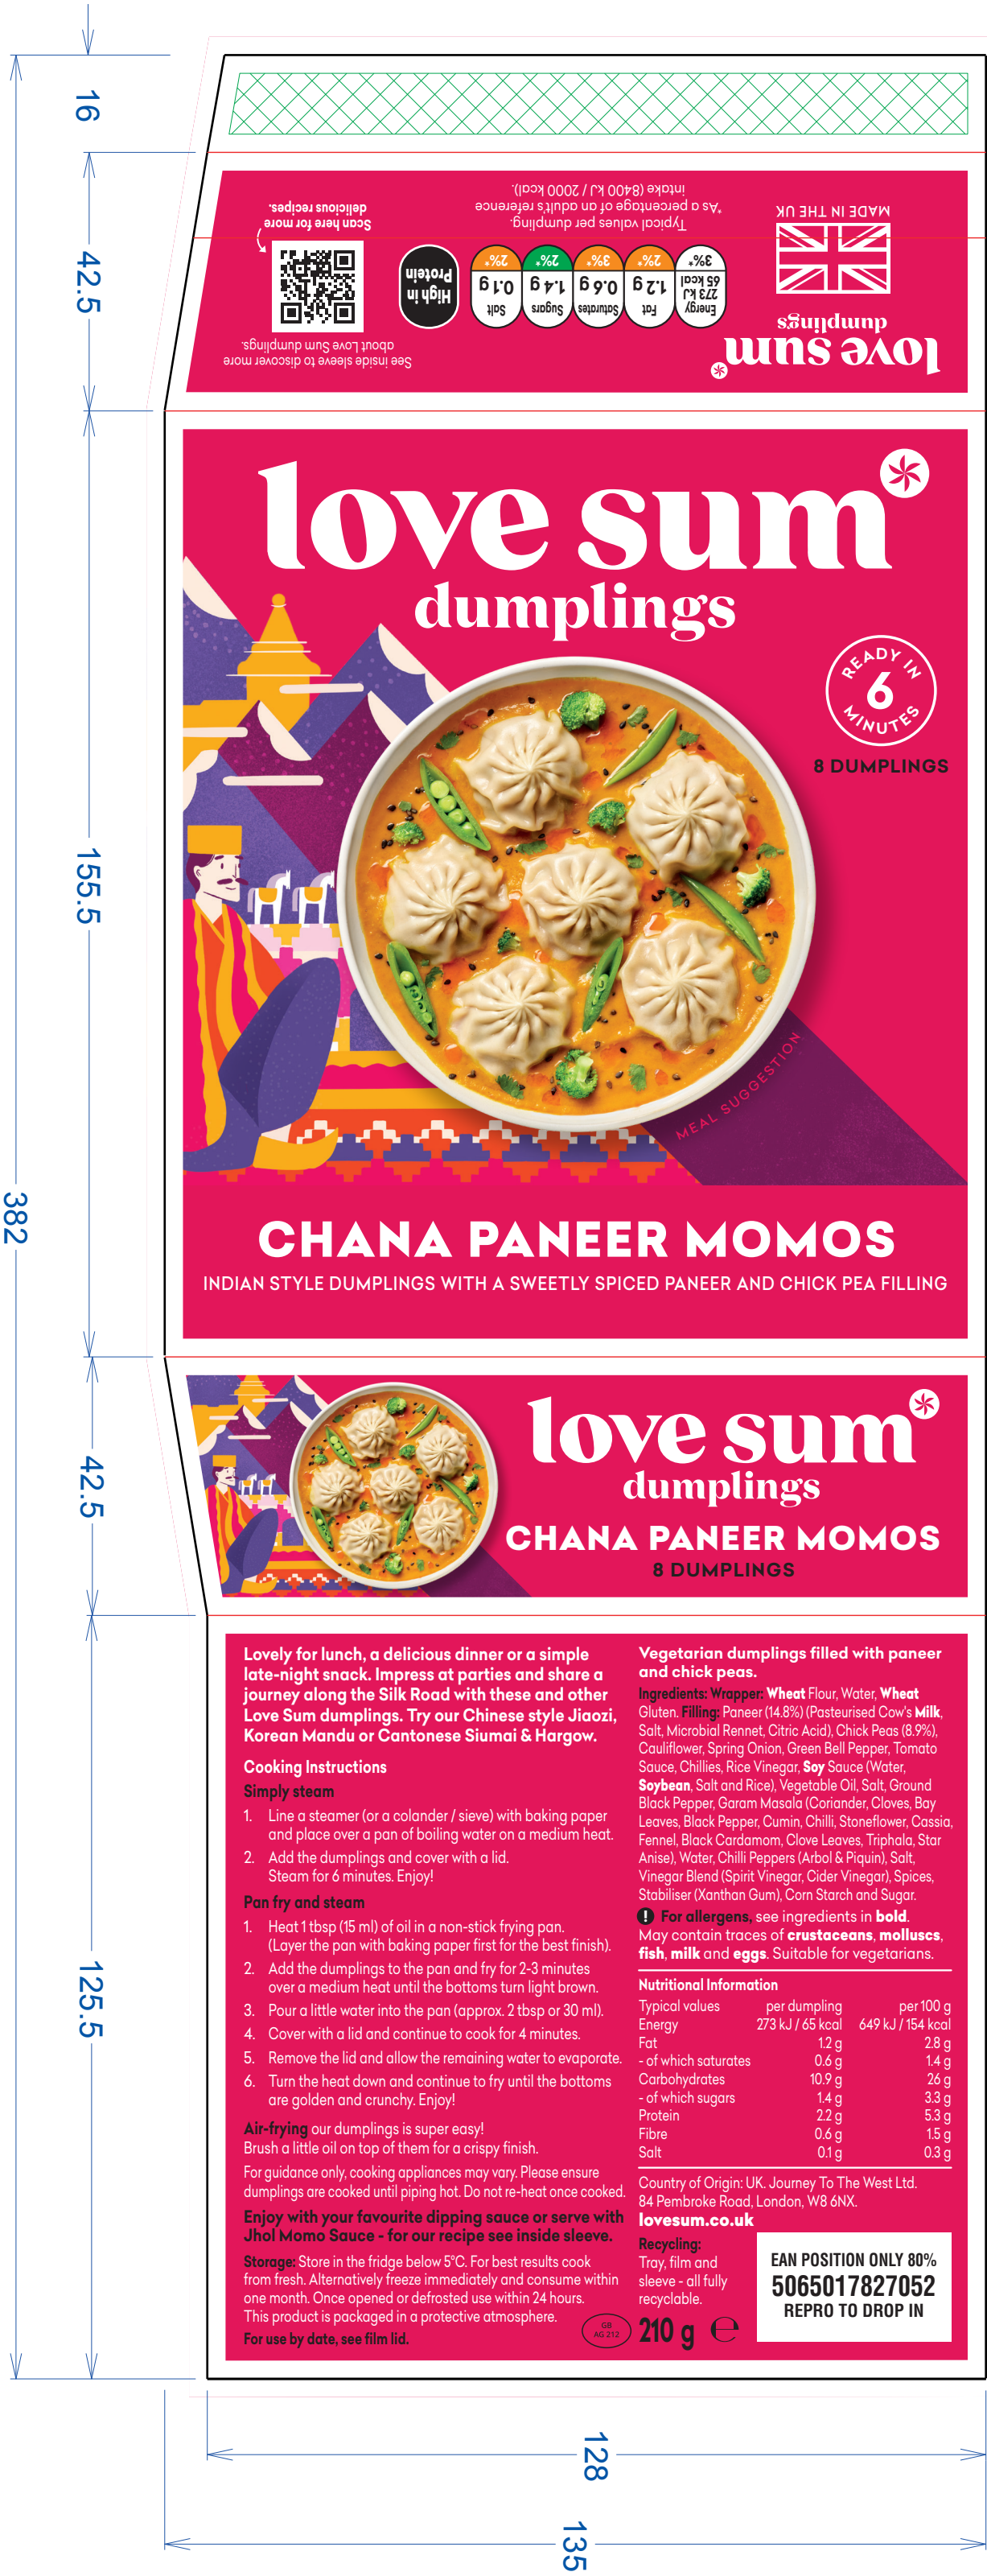 16
42.5
155.5
382
42.5
125.5
128
135
love sum
dumplings
MADE IN THE UK
Energy
273 kJ
65 kcal
3%*
Fat
1.2 g
2%*
Saturates
0.6 g
3%*
Sugars
1.4 g
2%*
Salt
0.1 g
2%*
Typical values per dumpling.
*As a percentage of an adult's reference
intake (8400 kJ / 2000 kcal).
High in
Protein
See inside sleeve to discover more
about Love Sum dumplings.
Scan here for more
delicious recipes.
love sum
dumplings
READY IN
6
MINUTES
8 DUMPLINGS
MEAL SUGGESTION
CHANA PANEER MOMOS
INDIAN STYLE DUMPLINGS WITH A SWEETLY SPICED PANEER AND CHICK PEA FILLING
love sum
dumplings
CHANA PANEER MOMOS
8 DUMPLINGS
Lovely for lunch, a delicious dinner or a simple
late-night snack. Impress at parties and share a
journey along the Silk Road with these and other
Love Sum dumplings. Try our Chinese style Jiaozi,
Korean Mandu or Cantonese Siumai & Hargow.
Cooking Instructions
Simply steam
1. Line a steamer (or a colander / sieve) with baking paper
and place over a pan of boiling water on a medium heat.
2. Add the dumplings and cover with a lid.
Steam for 6 minutes. Enjoy!
Pan fry and steam
1. Heat 1 tbsp (15 ml) of oil in a non-stick frying pan.
(Layer the pan with baking paper first for the best finish).
2. Add the dumplings to the pan and fry for 2-3 minutes
over a medium heat until the bottoms turn light brown.
3. Pour a little water into the pan (approx. 2 tbsp or 30 ml).
4. Cover with a lid and continue to cook for 4 minutes.
5. Remove the lid and allow the remaining water to evaporate.
6. Turn the heat down and continue to fry until the bottoms
are golden and crunchy. Enjoy!
Air-frying our dumplings is super easy!
Brush a little oil on top of them for a crispy finish.
For guidance only, cooking appliances may vary. Please ensure
dumplings are cooked until piping hot. Do not re-heat once cooked.
Enjoy with your favourite dipping sauce or serve with
Jhol Momo Sauce - for our recipe see inside sleeve.
Storage: Store in the fridge below 5°C. For best results cook
from fresh. Alternatively freeze immediately and consume within
one month. Once opened or defrosted use within 24 hours.
This product is packaged in a protective atmosphere.
For use by date, see film lid.
Vegetarian dumplings filled with paneer
and chick peas.
Ingredients: Wrapper: Wheat Flour, Water, Wheat
Gluten. Filling: Paneer (14.8%) (Pasteurised Cow's Milk,
Salt, Microbial Rennet, Citric Acid), Chick Peas (8.9%),
Cauliflower, Spring Onion, Green Bell Pepper, Tomato
Sauce, Chillies, Rice Vinegar, Soy Sauce (Water,
Soybean, Salt and Rice), Vegetable Oil, Salt, Ground
Black Pepper, Garam Masala (Coriander, Cloves, Bay
Leaves, Black Pepper, Cumin, Chilli, Stoneflower, Cassia,
Fennel, Black Cardamom, Clove Leaves, Triphala, Star
Anise), Water, Chilli Peppers (Arbol & Piquin), Salt,
Vinegar Blend (Spirit Vinegar, Cider Vinegar), Spices,
Stabiliser (Xanthan Gum), Corn Starch and Sugar.
! For allergens, see ingredients in bold.
May contain traces of crustaceans, molluscs,
fish, milk and eggs. Suitable for vegetarians.
Nutritional Information
Typical values per dumpling per 100 g
Energy 273 kJ / 65 kcal 649 kJ / 154 kcal
Fat 1.2 g 2.8 g
- of which saturates 0.6 g 1.4 g
Carbohydrates 10.9 g 26 g
- of which sugars 1.4 g 3.3 g
Protein 2.2 g 5.3 g
Fibre 0.6 g 1.5 g
Salt 0.1 g 0.3 g
Country of Origin: UK. Journey To The West Ltd.
84 Pembroke Road, London, W8 6NX.
lovesum.co.uk
Recycling:
Tray, film and
sleeve - all fully
recyclable.
GB
AG 212
210 g ℮
EAN POSITION ONLY 80%
5065017827052
REPRO TO DROP IN